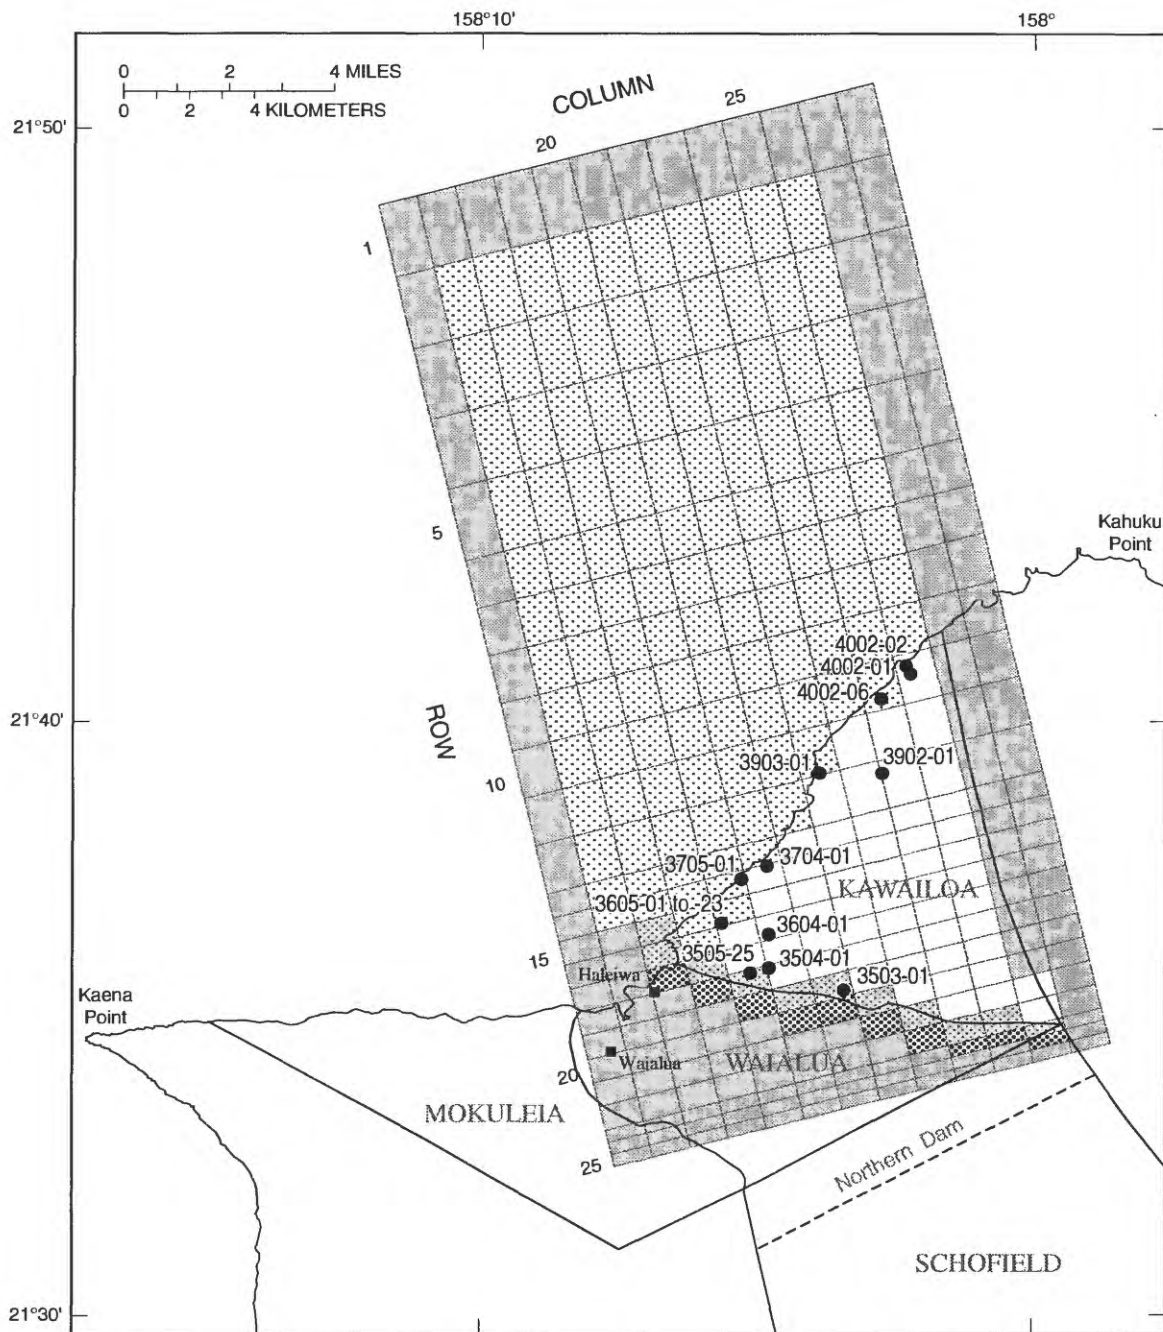 158°10'
158°
0 2 4 MILES
0 2 4 KILOMETERS
COLUMN
25
20
21°50'
1
5
Kahuku
Point
4002-02
4002-01
4002-06
21°40'
ROW
3903-01
3902-01
10
3705-01
3704-01
KAWAILOA
3605-01 to -23
3604-01
3505-25
3504-01
15
Haleiwa
3503-01
Kaena
Point
Waialua
WAIALUA
20
MOKULEIA
Northern Dam
25
SCHOFIELD
21°30'